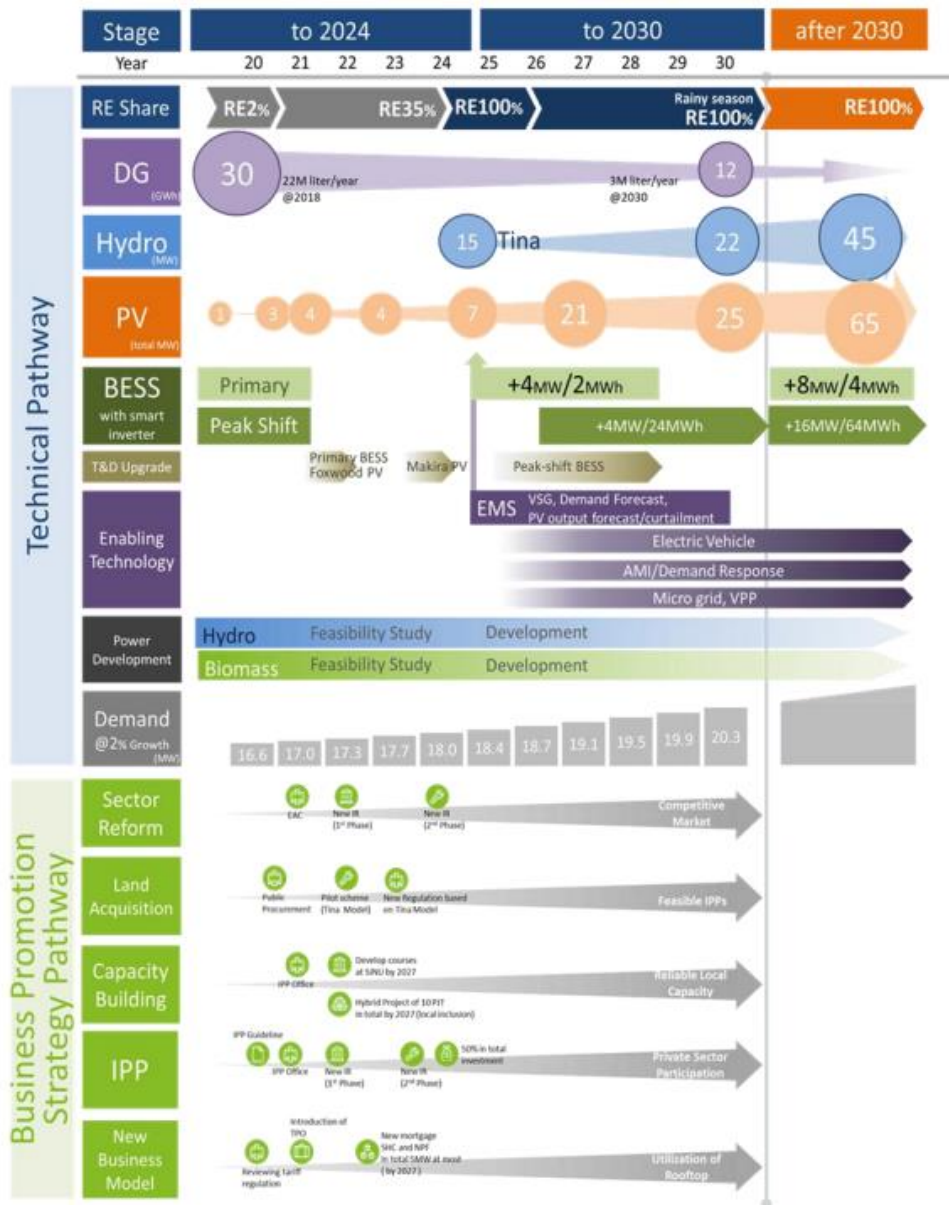 Stage to 2024 to 2030 after 2030
Year 20 21 22 23 24 25 26 27 28 29 30
Technical Pathway
RE Share RE2% RE35% RE100% Rainy season RE100% RE100%
DG (GWh) 30 22M liter/year @2018 3M liter/year @2030 12
Hydro (MW) 15 Tina 22 45
PV (total MW) 1 3 4 4 7 21 25 65
BESS with smart inverter
Primary +4MW/2MWh +8MW/4MWh
Peak Shift +4MW/24MWh +16MW/64MWh
T&D Upgrade Primary BESS Foxwood PV Makira PV Peak-shift BESS
Enabling Technology
EMS VSG, Demand Forecast, PV output forecast/curtailment
Electric Vehicle
AMI/Demand Response
Micro grid, VPP
Power Development
Hydro Feasibility Study Development
Biomass Feasibility Study Development
Demand @2% Growth (MW) 16.6 17.0 17.3 17.7 18.0 18.4 18.7 19.1 19.5 19.9 20.3
Business Promotion Strategy Pathway
Sector Reform
EAC
New IR (1st Phase)
New IR (2nd Phase)
Competitive Market
Land Acquisition
Public Procurement
Pilot scheme (Tina Model)
New Regulation based on Tina Model
Feasible IPPs
Capacity Building
IPP Office
Develop courses at SINU by 2027
Hybrid Project of 10 PJT in total by 2027 (local inclusion)
Reliable Local Capacity
IPP
IPP Guideline
IPP Office
New IR (1st Phase)
New IR (2nd Phase)
50% in total investment
Private Sector Participation
New Business Model
Reviewing tariff regulation
Introduction of TPO
New mortgage
SHC and NPF
In total 5MW at most
( by 2027 )
Utilization of Rooftop